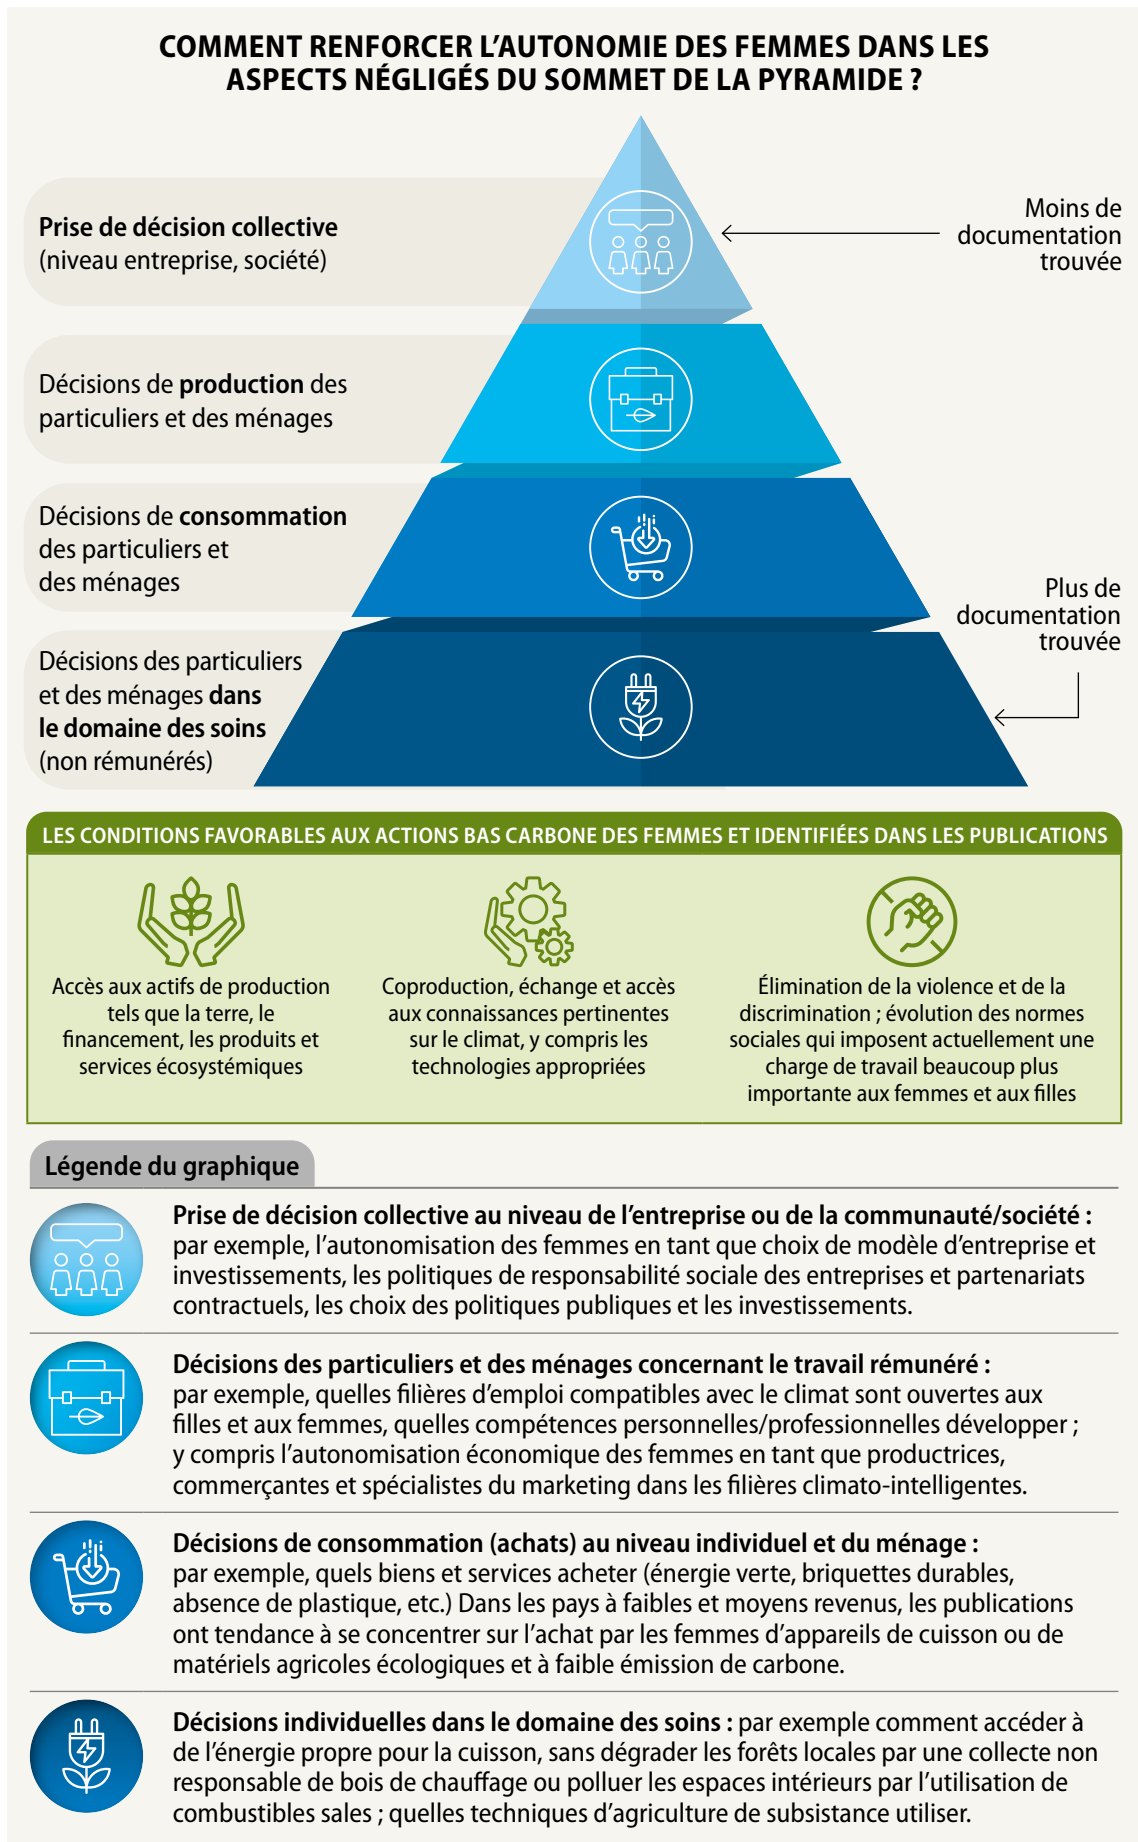 COMMENT RENFORCER L’AUTONOMIE DES FEMMES DANS LES
ASPECTS NÉGLIGÉS DU SOMMET DE LA PYRAMIDE ?
Prise de décision collective
(niveau entreprise, société)
Moins de
documentation
trouvée
Décisions de production des
particuliers et des ménages
Décisions de consommation
des particuliers et
des ménages
Plus de
documentation
trouvée
Décisions des particuliers
et des ménages dans
le domaine des soins
(non rémunérés)
LES CONDITIONS FAVORABLES AUX ACTIONS BAS CARBONE DES FEMMES ET IDENTIFIÉES DANS LES PUBLICATIONS
Accès aux actifs de production
tels que la terre, le
financement, les produits et
services écosystémiques
Coproduction, échange et accès
aux connaissances pertinentes
sur le climat, y compris les
technologies appropriées
Élimination de la violence et de la
discrimination ; évolution des normes
sociales qui imposent actuellement une
charge de travail beaucoup plus
importante aux femmes et aux filles
Légende du graphique
Prise de décision collective au niveau de l’entreprise ou de la communauté/société :
par exemple, l’autonomisation des femmes en tant que choix de modèle d’entreprise et
investissements, les politiques de responsabilité sociale des entreprises et partenariats
contractuels, les choix des politiques publiques et les investissements.
Décisions des particuliers et des ménages concernant le travail rémunéré :
par exemple, quelles filières d’emploi compatibles avec le climat sont ouvertes aux
filles et aux femmes, quelles compétences personnelles/professionnelles développer ;
y compris l’autonomisation économique des femmes en tant que productrices,
commerçantes et spécialistes du marketing dans les filières climato-intelligentes.
Décisions de consommation (achats) au niveau individuel et du ménage :
par exemple, quels biens et services acheter (énergie verte, briquettes durables,
absence de plastique, etc.) Dans les pays à faibles et moyens revenus, les publications
ont tendance à se concentrer sur l’achat par les femmes d’appareils de cuisson ou de
matériels agricoles écologiques et à faible émission de carbone.
Décisions individuelles dans le domaine des soins : par exemple comment accéder à
de l’énergie propre pour la cuisson, sans dégrader les forêts locales par une collecte non
responsable de bois de chauffage ou polluer les espaces intérieurs par l’utilisation de
combustibles sales ; quelles techniques d’agriculture de subsistance utiliser.